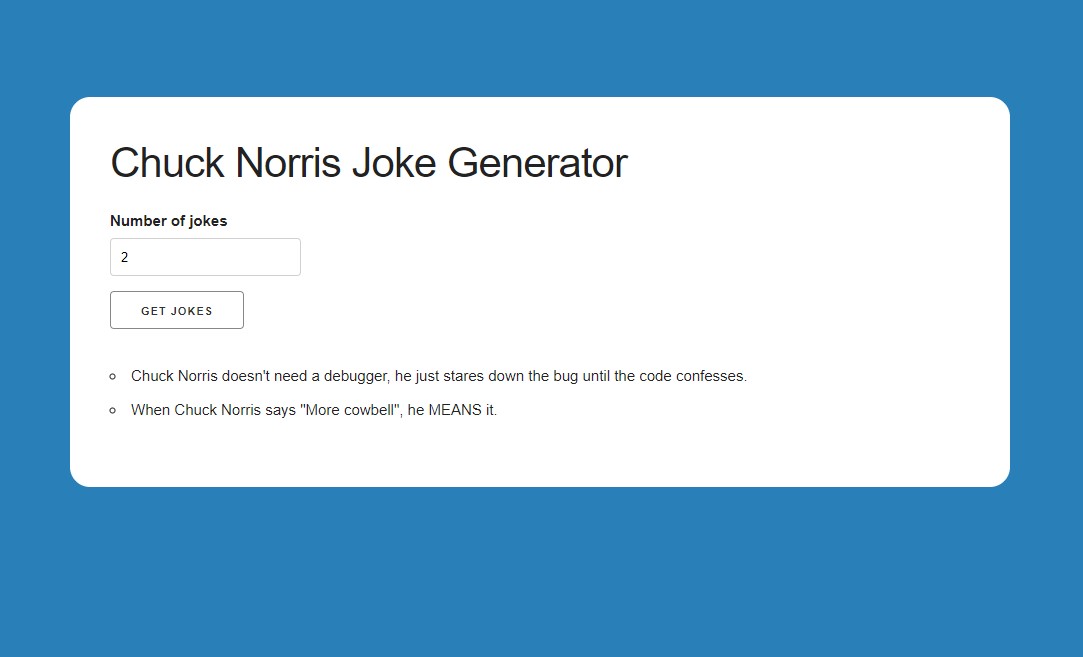 Chuck Norris Joke Generator
Number of jokes
2
GET JOKES
Chuck Norris doesn't need a debugger, he just stares down the bug until the code confesses.
When Chuck Norris says "More cowbell", he MEANS it.